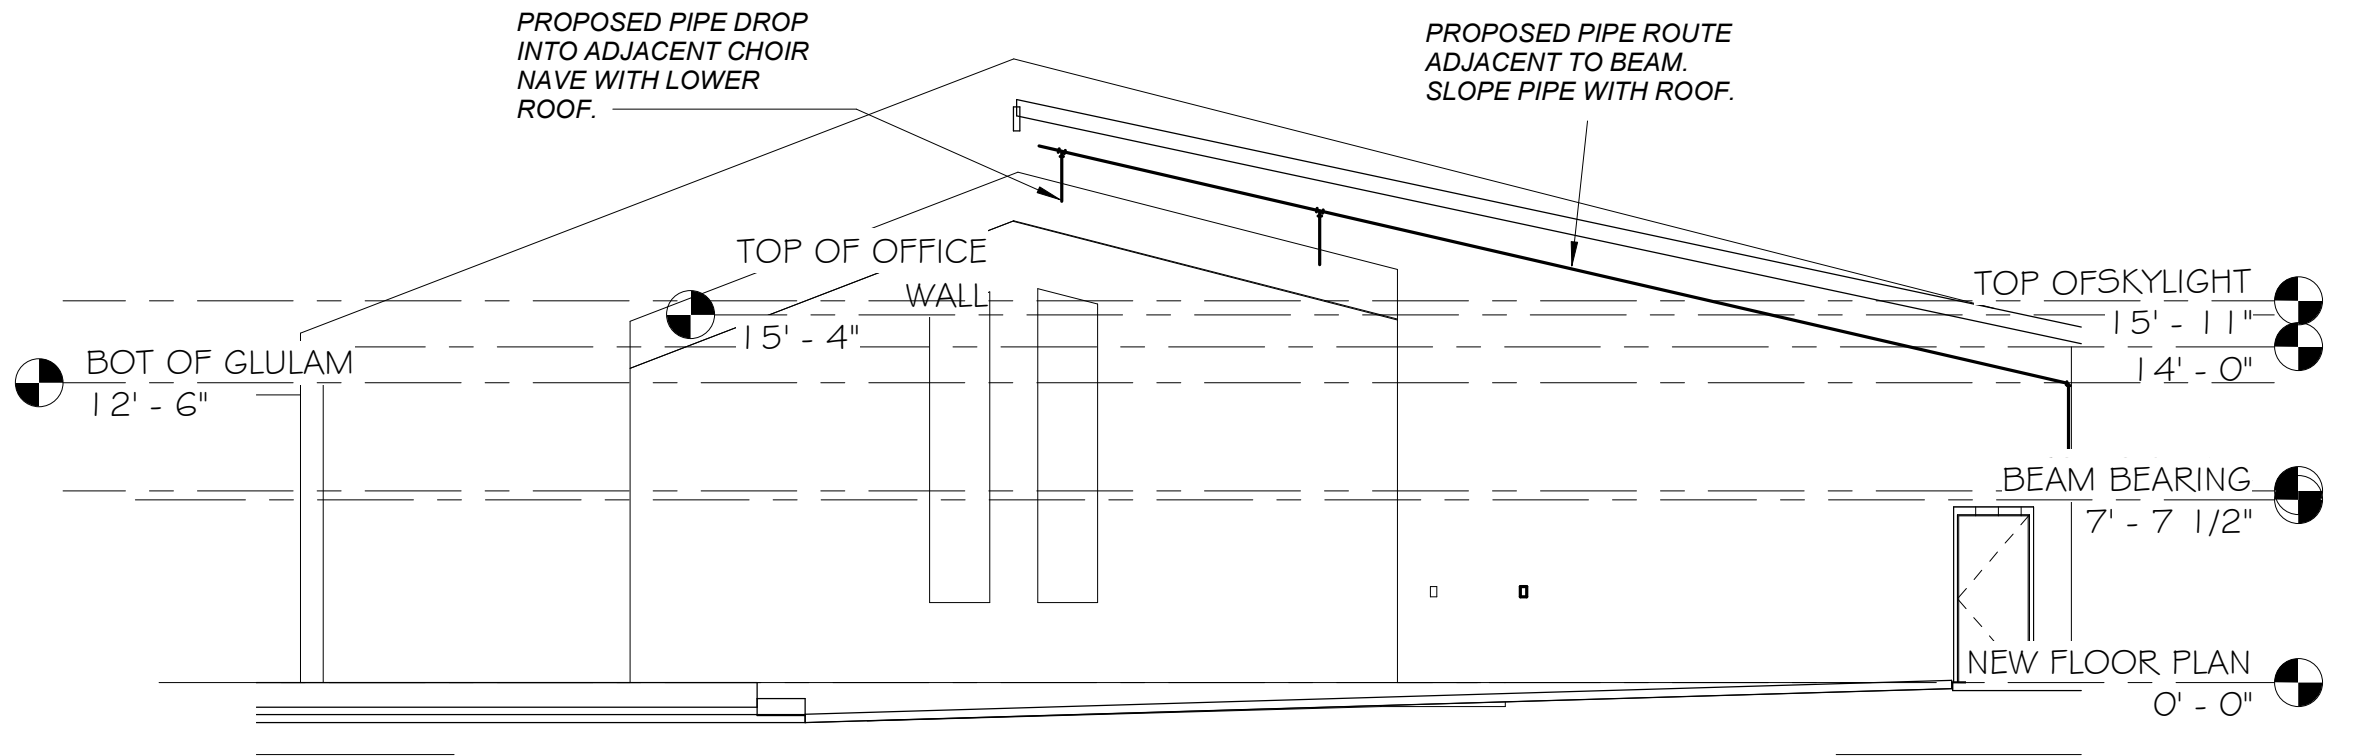 PROPOSED PIPE DROP
INTO ADJACENT CHOIR
NAVE WITH LOWER
ROOF.
PROPOSED PIPE ROUTE
ADJACENT TO BEAM.
SLOPE PIPE WITH ROOF.
TOP OF OFFICE
WALL
15' - 4"
TOP OFSKYLIGHT
15' - 11"
14' - 0"
BOT OF GLULAM
12' - 6"
BEAM BEARING
7' - 7 1/2"
NEW FLOOR PLAN
0' - 0"